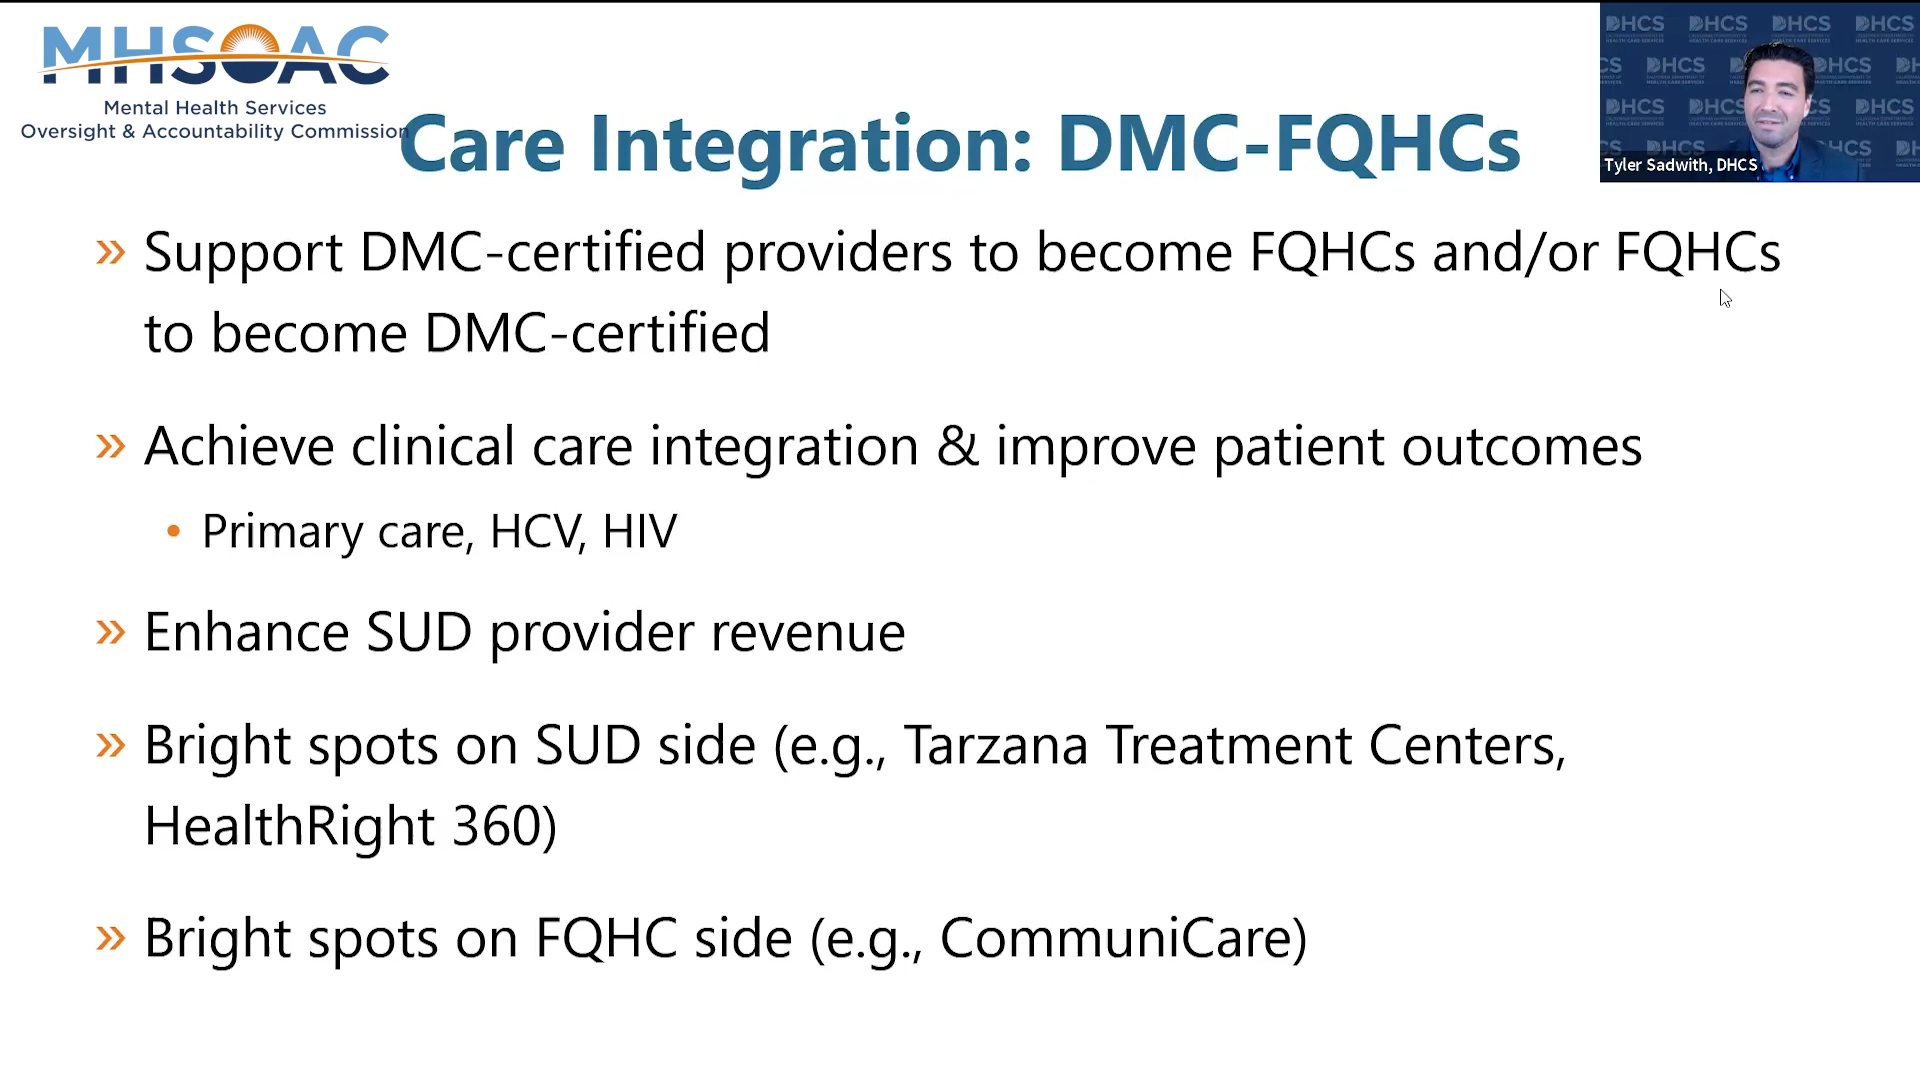 MHSOAC
Mental Health Services
Oversight & Accountability Commission
Care Integration: DMC-FQHCs
DHCS
Tyler Sadwith, DHCS
» Support DMC-certified providers to become FQHCs and/or FQHCs
to become DMC-certified
» Achieve clinical care integration & improve patient outcomes
• Primary care, HCV, HIV
» Enhance SUD provider revenue
» Bright spots on SUD side (e.g., Tarzana Treatment Centers,
HealthRight 360)
» Bright spots on FQHC side (e.g., CommuniCare)